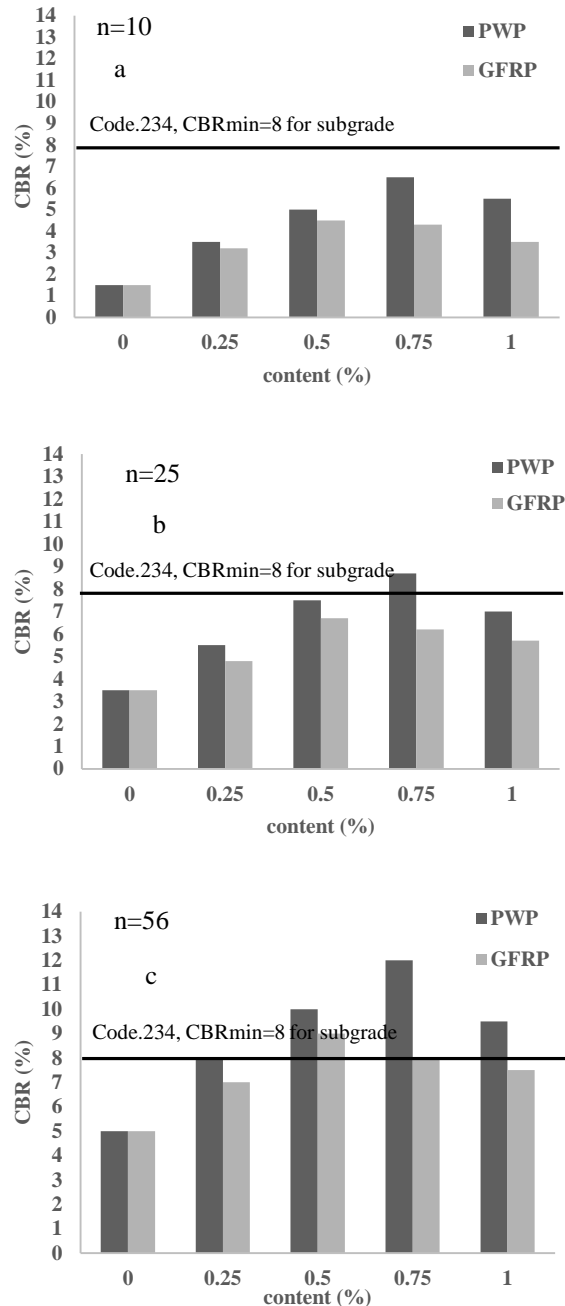 14
13
12
11
10
9
8
7
6
5
4
3
2
1
0
CBR (%)
n=10
a
PWP
GFRP
Code.234, CBRmin=8 for subgrade
0 0.25 0.5 0.75 1
content (%)
14
13
12
11
10
9
8
7
6
5
4
3
2
1
0
CBR (%)
n=25
b
PWP
GFRP
Code.234, CBRmin=8 for subgrade
0 0.25 0.5 0.75 1
content (%)
14
13
12
11
10
9
8
7
6
5
4
3
2
1
0
CBR (%)
n=56
c
PWP
GFRP
Code.234, CBRmin=8 for subgrade
0 0.25 0.5 0.75 1
content (%)